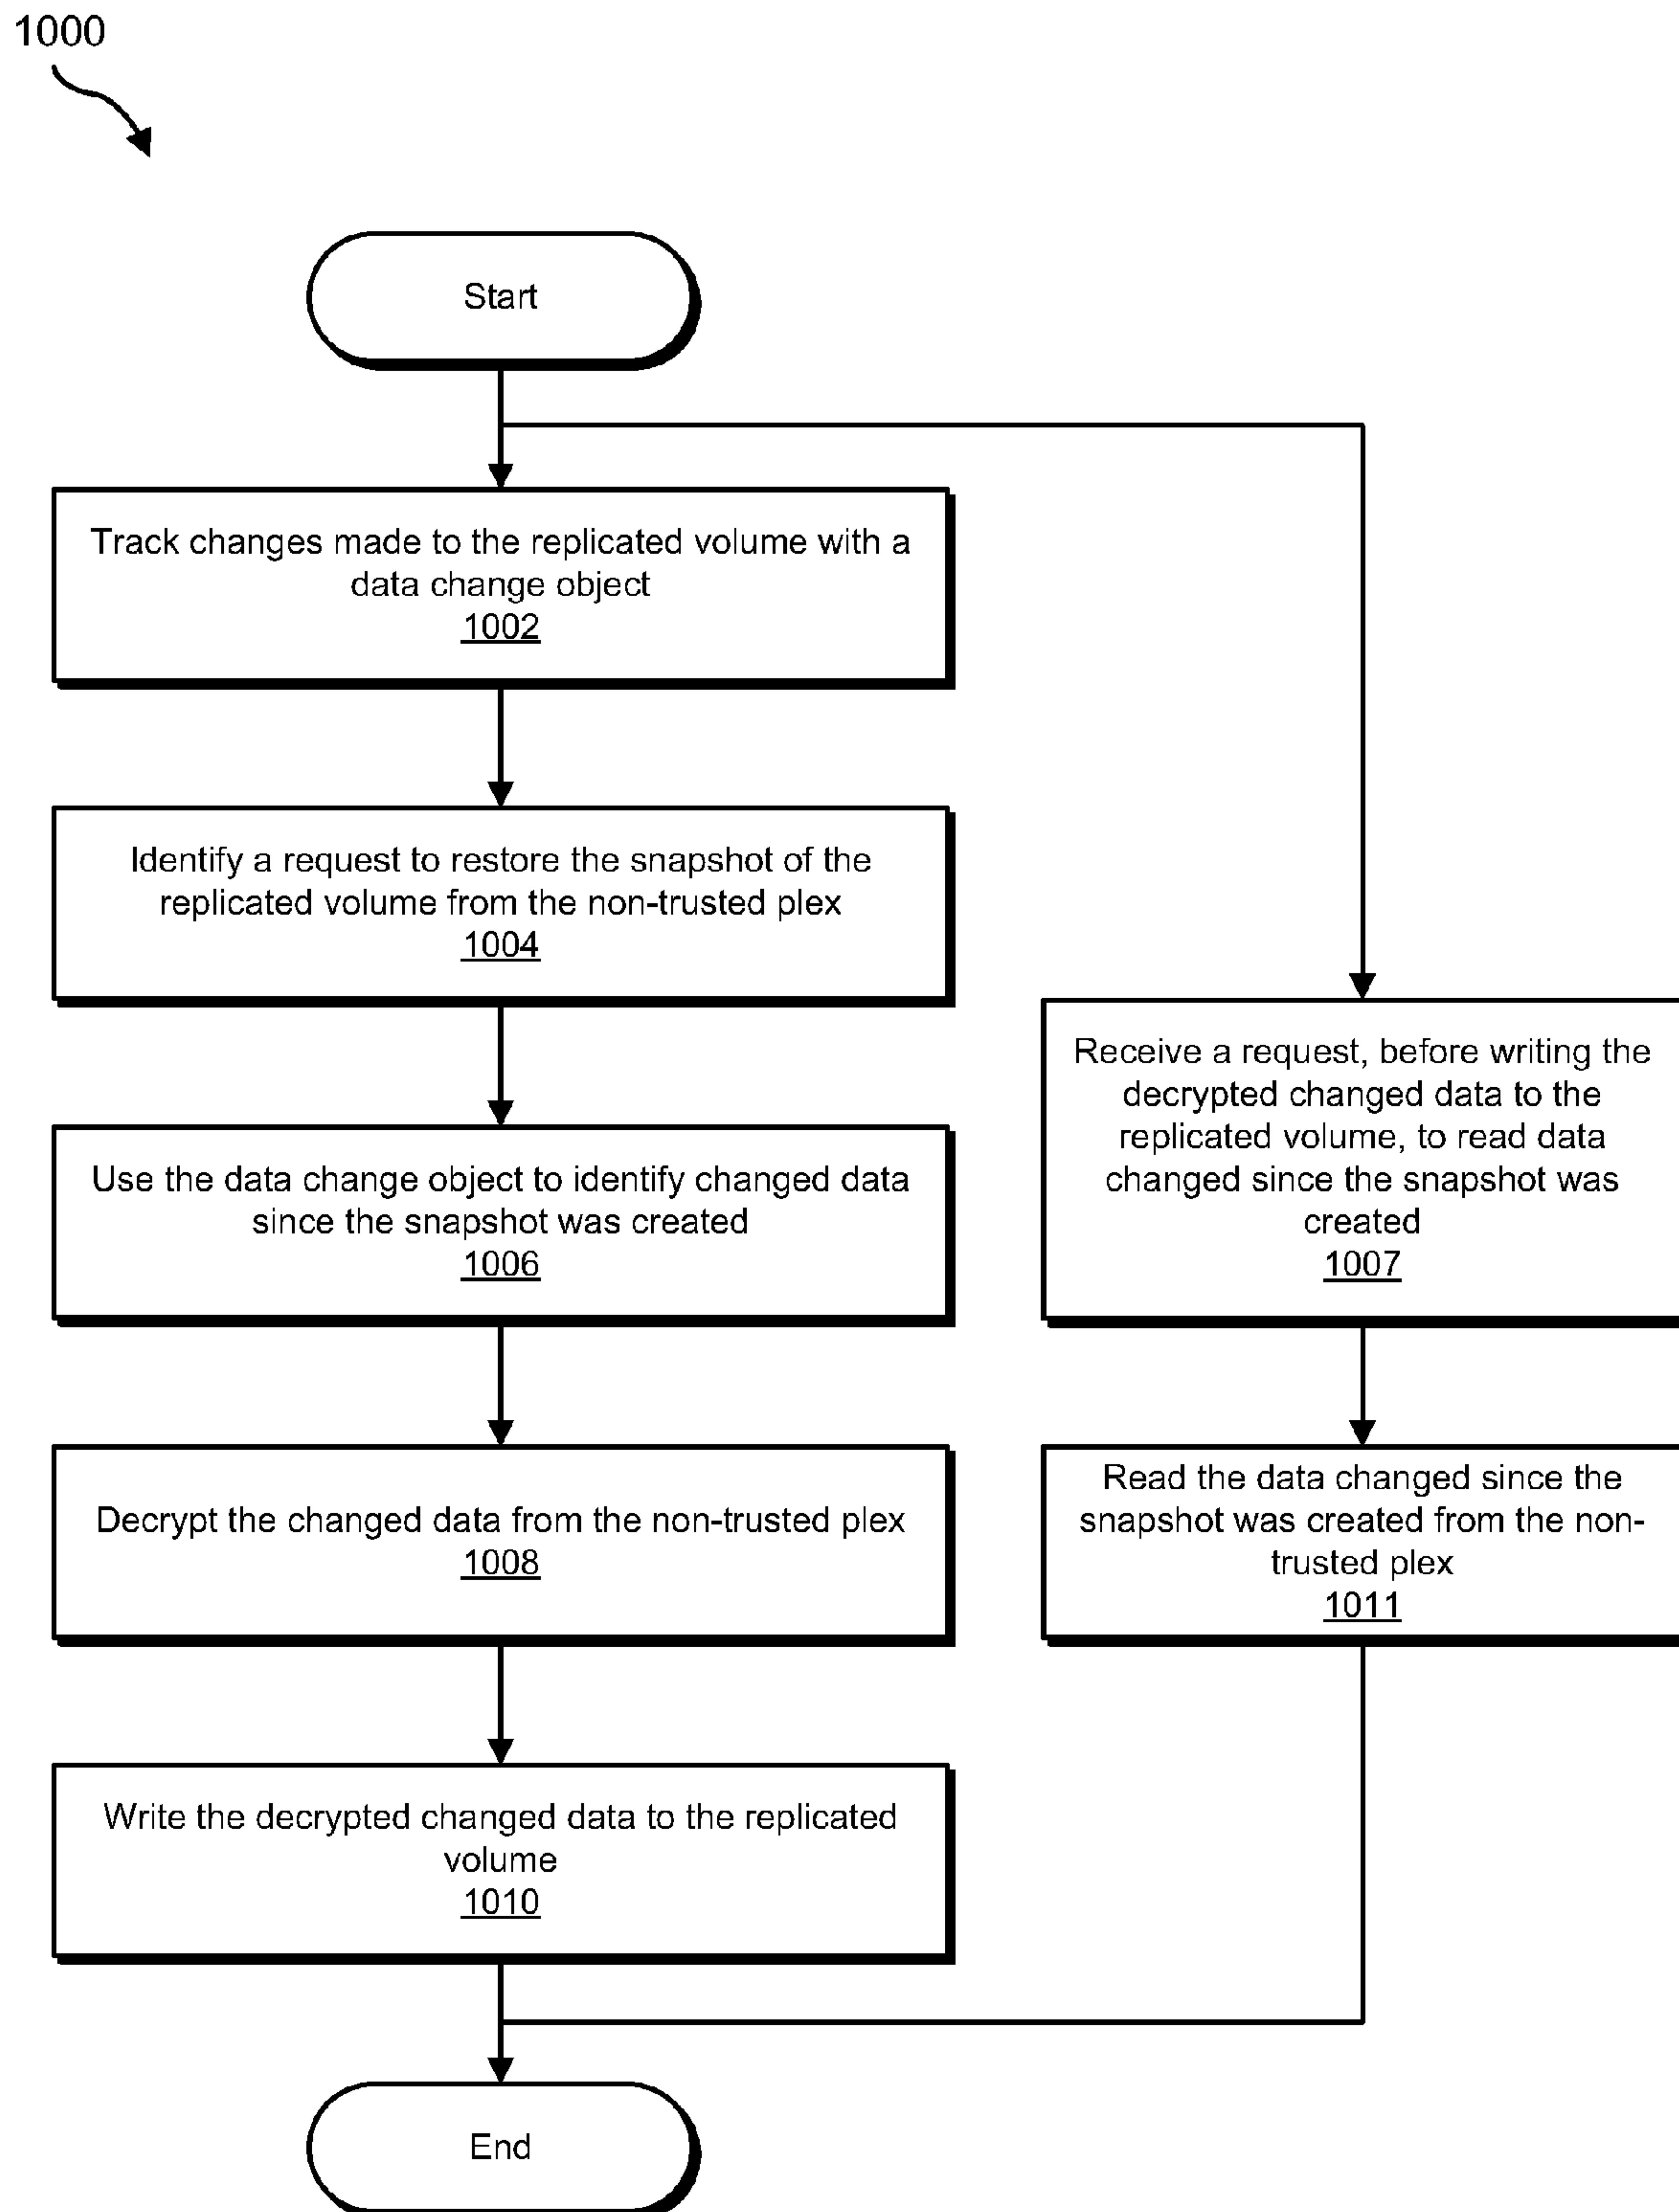 1000
Start
Track changes made to the replicated volume with a
data change object
1002
Identify a request to restore the snapshot of the
replicated volume from the non-trusted plex
1004
Use the data change object to identify changed data
since the snapshot was created
1006
Receive a request, before writing the
decrypted changed data to the
replicated volume, to read data
changed since the snapshot was
created
1007
Decrypt the changed data from the non-trusted plex
1008
Read the data changed since the
snapshot was created from the non-
trusted plex
1011
Write the decrypted changed data to the replicated
volume
1010
End